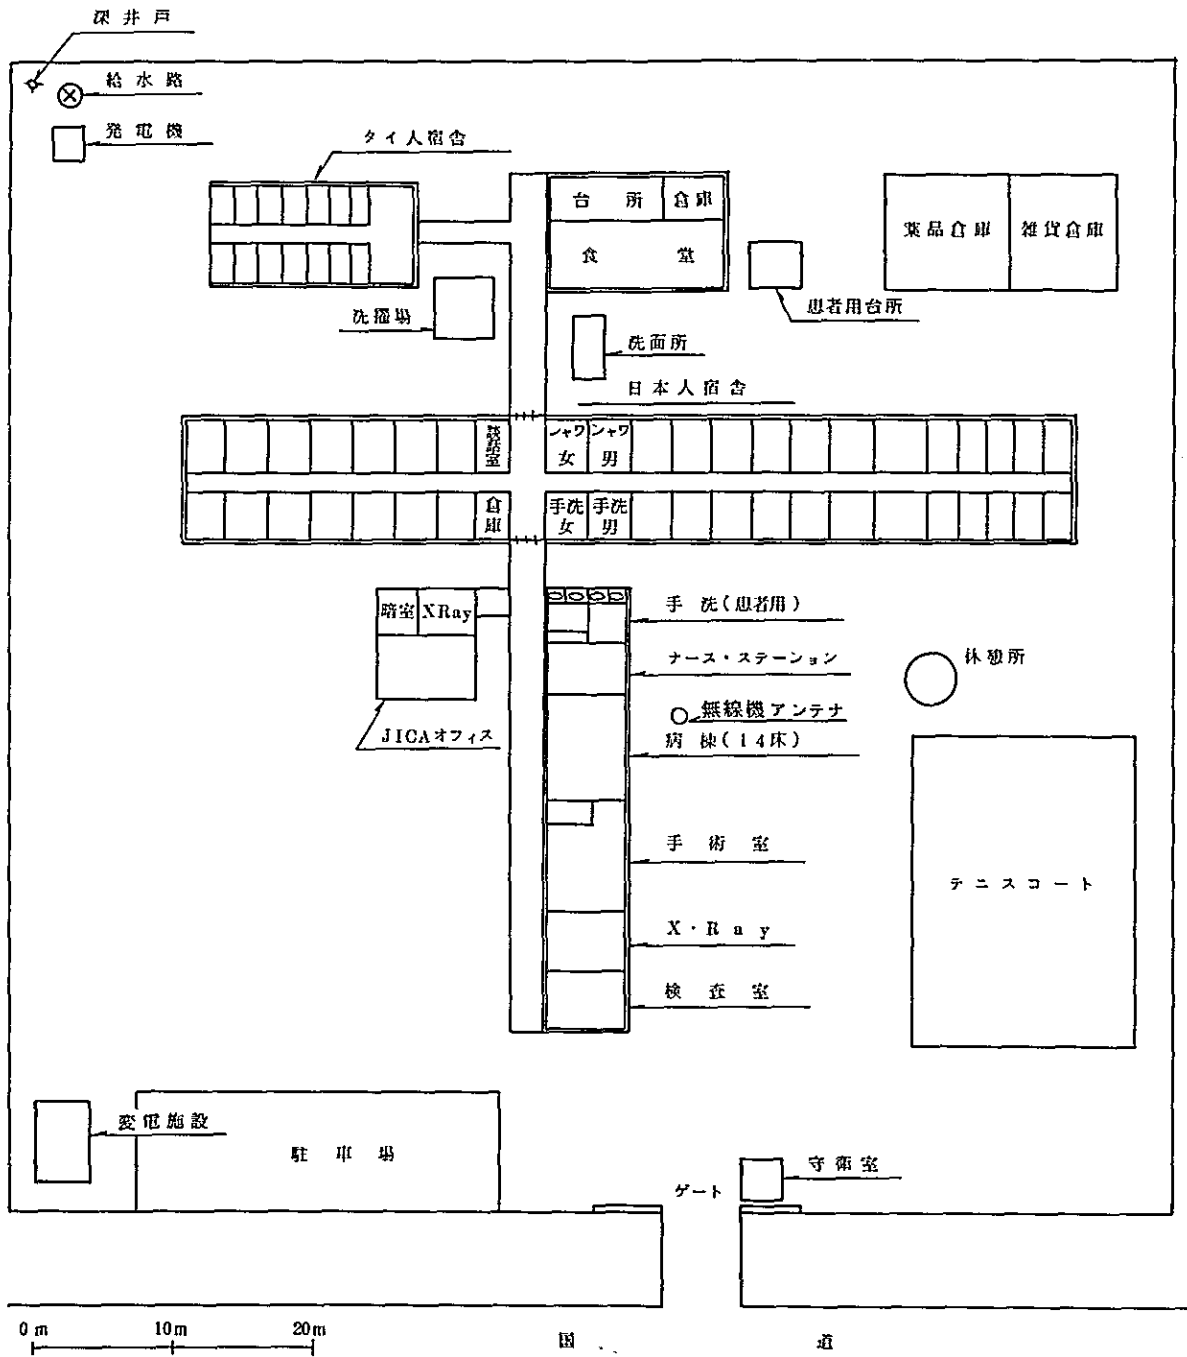 深井戸
給水路
発電機
タイ人宿舎
台所 倉庫
食堂
薬品倉庫 雑貨倉庫
患者用台所
洗濯場
洗面所
日本人宿舎
談話室
シャワ シャワ
女 男
倉庫
手洗 手洗
女 男
暗室 XRay
手洗(患者用)
ナース・ステーション
休憩所
無線機アンテナ
JICAオフィス
病棟(14床)
手術室
テニスコート
X・Ray
検査室
変電施設
駐車場
守衛室
ゲート
0m 10m 20m
国道